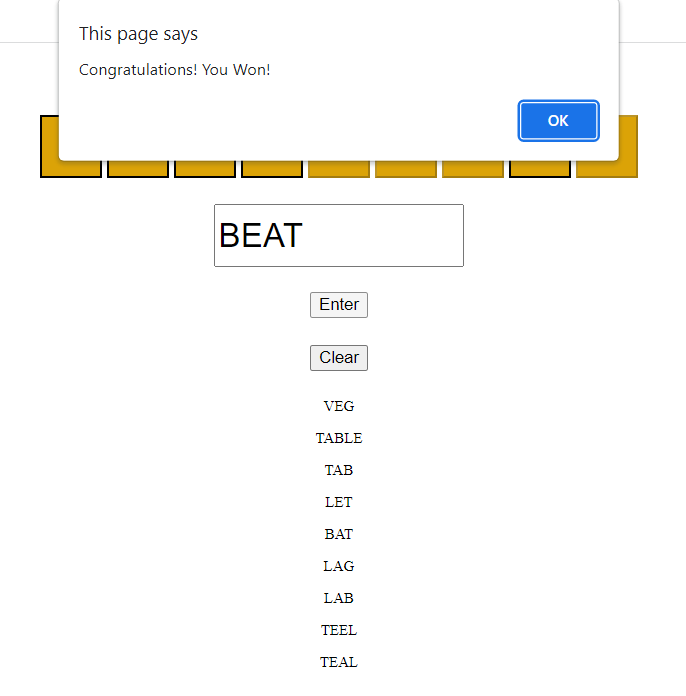 This page says
Congratulations! You Won!
OK
BEAT
Enter
Clear
VEG
TABLE
TAB
LET
BAT
LAG
LAB
TEEL
TEAL